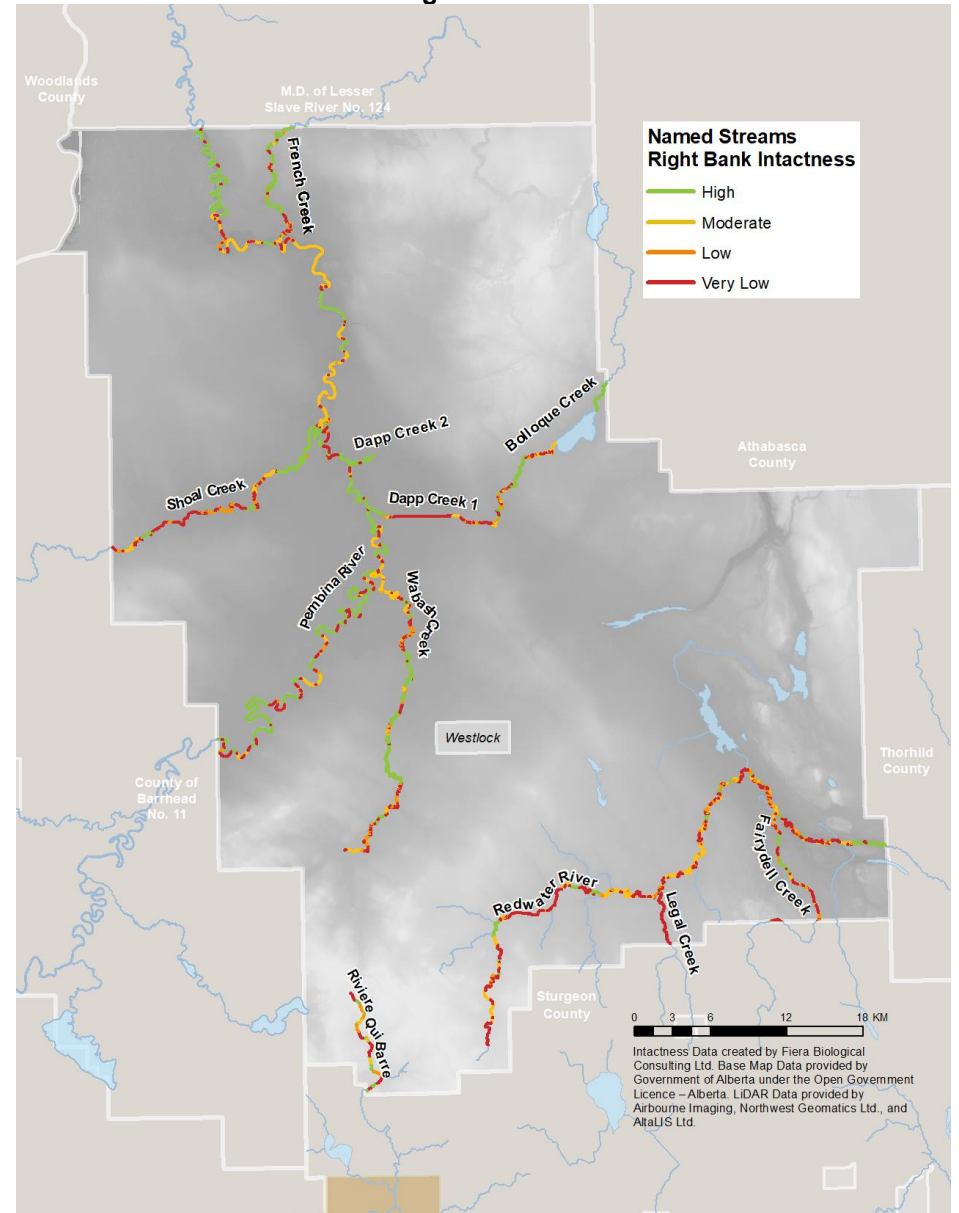 Woodlands
County
M.D. of Lesser
Slave River No. 124
Named Streams
Right Bank Intactness
High
Moderate
Low
Very Low
French Creek
Bolloque Creek
Dapp Creek 2
Athabasca
County
Shoal Creek
Dapp Creek 1
Pembina River
Wabash Creek
Westlock
Thorhild
County
County of
Barrhead
No. 11
Fairydell Creek
Redwater River
Legal Creek
Riviere Qui Barre
Sturgeon
County
0 3 6 12 18 KM
Intactness Data created by Fiera Biological
Consulting Ltd. Base Map Data provided by
Government of Alberta under the Open Government
Licence – Alberta. LiDAR Data provided by
Airbourne Imaging, Northwest Geomatics Ltd., and
AltaLIS Ltd.